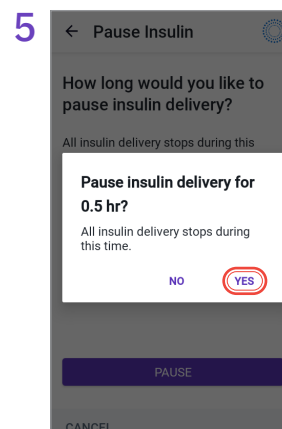 5
Pause Insulin
How long would you like to
pause insulin delivery?
All insulin delivery stops during this
Pause insulin delivery for
0.5 hr?
All insulin delivery stops during
this time.
NO YES
PAUSE
CANCEL